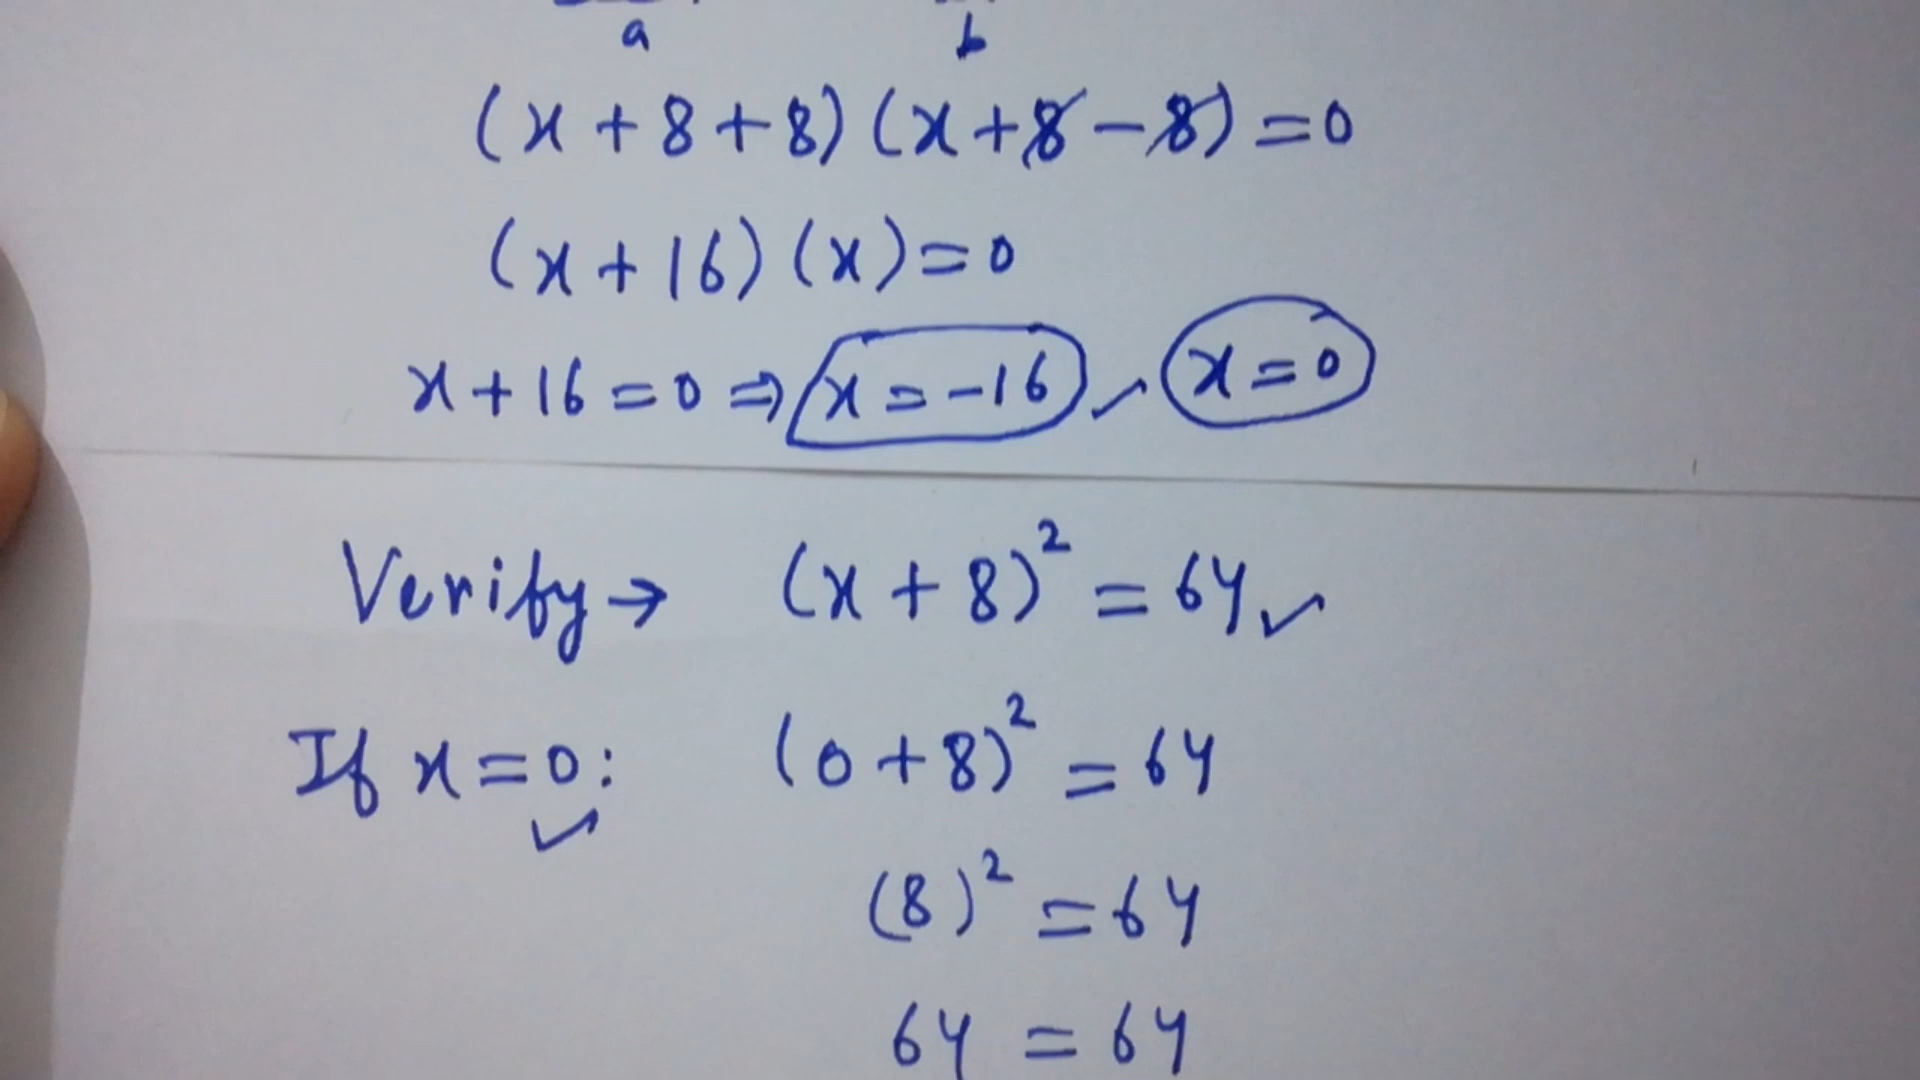 a b
(x + 8 + 8) (x + 8 - 8) = 0
(x + 16) (x) = 0
x + 16 = 0 ⇒ x = -16 ✓ x = 0
Verify → (x + 8)² = 64 ✓
If x = 0: (0 + 8)² = 64
✓
(8)² = 64
64 = 64